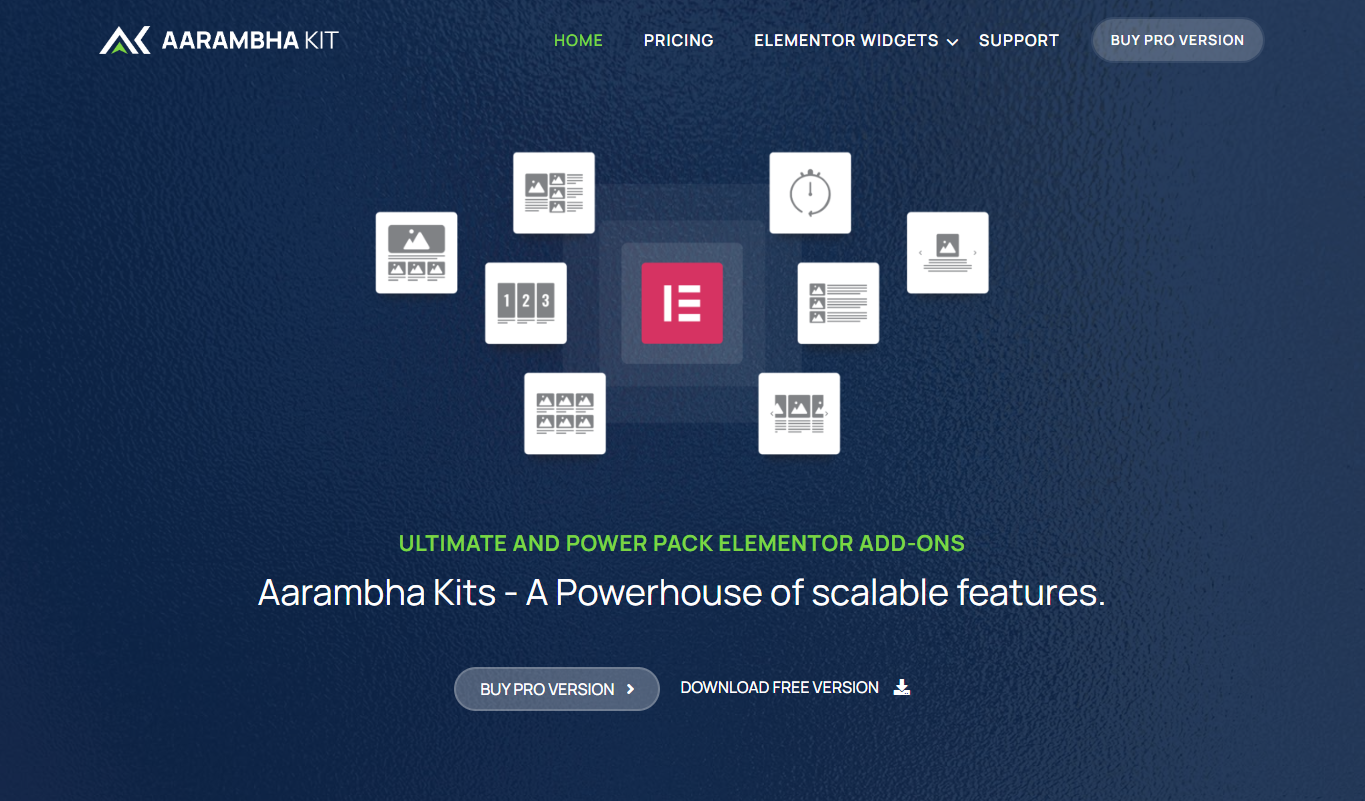 AARAMBHA KIT
HOME PRICING ELEMENTOR WIDGETS SUPPORT BUY PRO VERSION
1 2 3
ULTIMATE AND POWER PACK ELEMENTOR ADD-ONS
Aarambha Kits - A Powerhouse of scalable features.
BUY PRO VERSION DOWNLOAD FREE VERSION